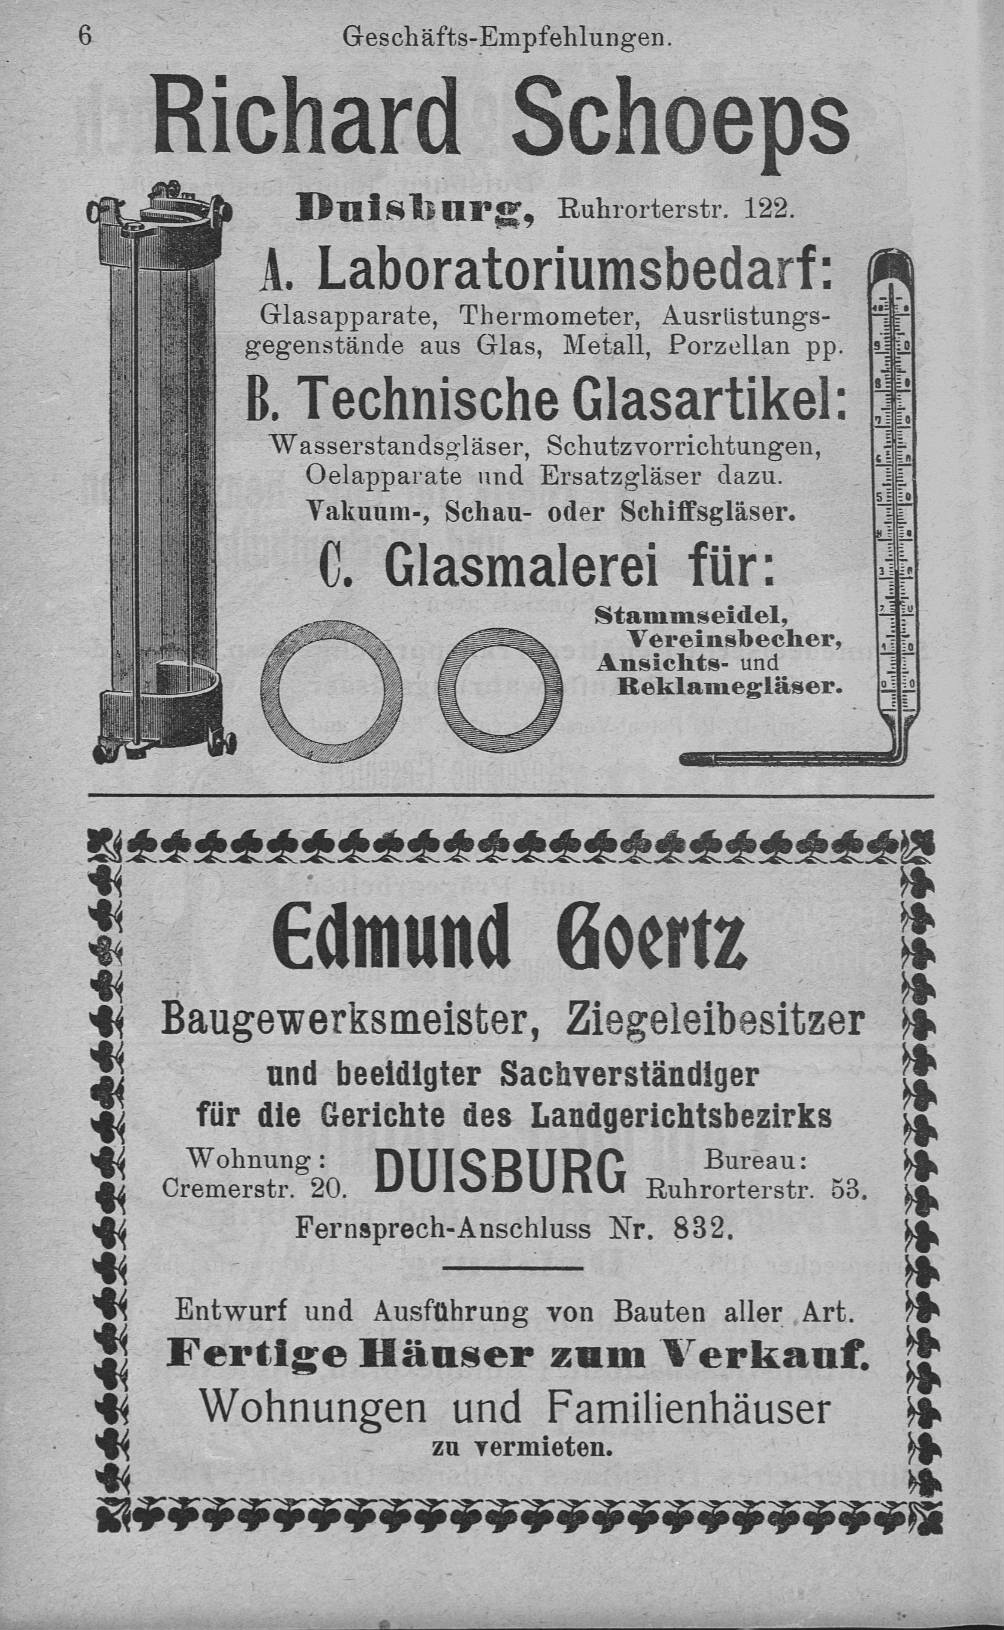 6
Geschäfts-Empfehlungen.
Richard Schoeps
Duisburg, Ruhrorterstr. 122.
A. Laboratoriumsbedarf:
Glasapparate, Thermometer, Ausrüstungs-
gegenstände aus Glas, Metall, Porzellan pp.
B. Technische Glasartikel:
Wasserstandsgläser, Schutzvorrichtungen,
Oelapparate und Ersatzgläser dazu.
Vakuum-, Schau- oder Schiffsgläser.
C. Glasmalerei für:
Stammseidel,
Vereinsbecher,
Ansichts- und
Reklamegläser.
Edmund Goertz
Baugewerksmeister, Ziegeleibesitzer
und beeidigter Sachverständiger
für die Gerichte des Landgerichtsbezirks
Wohnung:
Cremerstr. 20.
DUISBURG
Bureau:
Ruhrorterstr. 53.
Fernsprech-Anschluss Nr. 832.
Entwurf und Ausführung von Bauten aller Art.
Fertige Häuser zum Verkauf.
Wohnungen und Familienhäuser
zu vermieten.